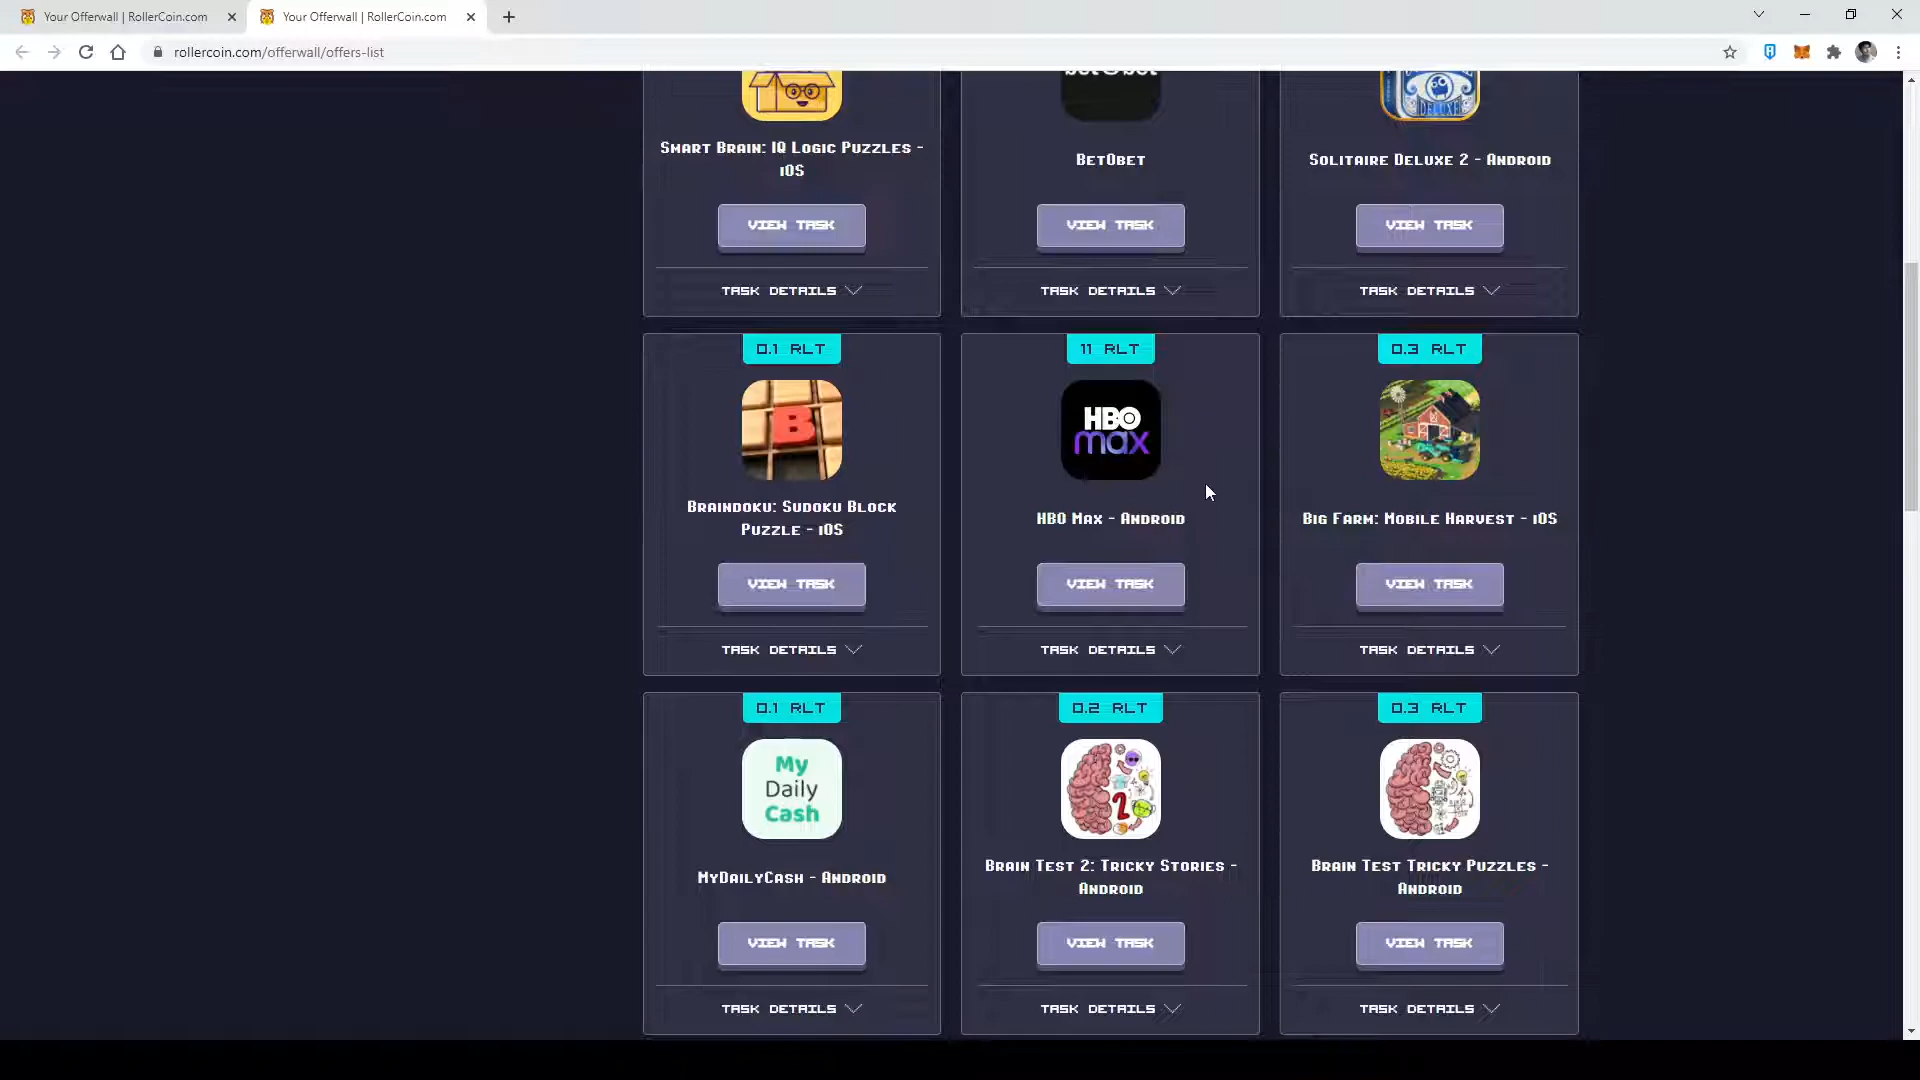 Your Offerwall | RollerCoin.com
Your Offerwall | RollerCoin.com
rollercoin.com/offerwall/offers-list
DELUXE
Smart Brain: IQ Logic Puzzles -
iOS
Bet0bet
Solitaire Deluxe 2 - Android
VIEW TASK
VIEW TASK
VIEW TASK
TASK DETAILS
TASK DETAILS
TASK DETAILS
0.1 RLT
11 RLT
0.3 RLT
B
HBO
max
Braindoku: Sudoku Block
Puzzle - iOS
HBO Max - Android
Big Farm: Mobile Harvest - iOS
VIEW TASK
VIEW TASK
VIEW TASK
TASK DETAILS
TASK DETAILS
TASK DETAILS
0.1 RLT
0.2 RLT
0.3 RLT
My
Daily
Cash
2
MyDailyCash - Android
Brain Test 2: Tricky Stories -
Android
Brain Test Tricky Puzzles -
Android
VIEW TASK
VIEW TASK
VIEW TASK
TASK DETAILS
TASK DETAILS
TASK DETAILS